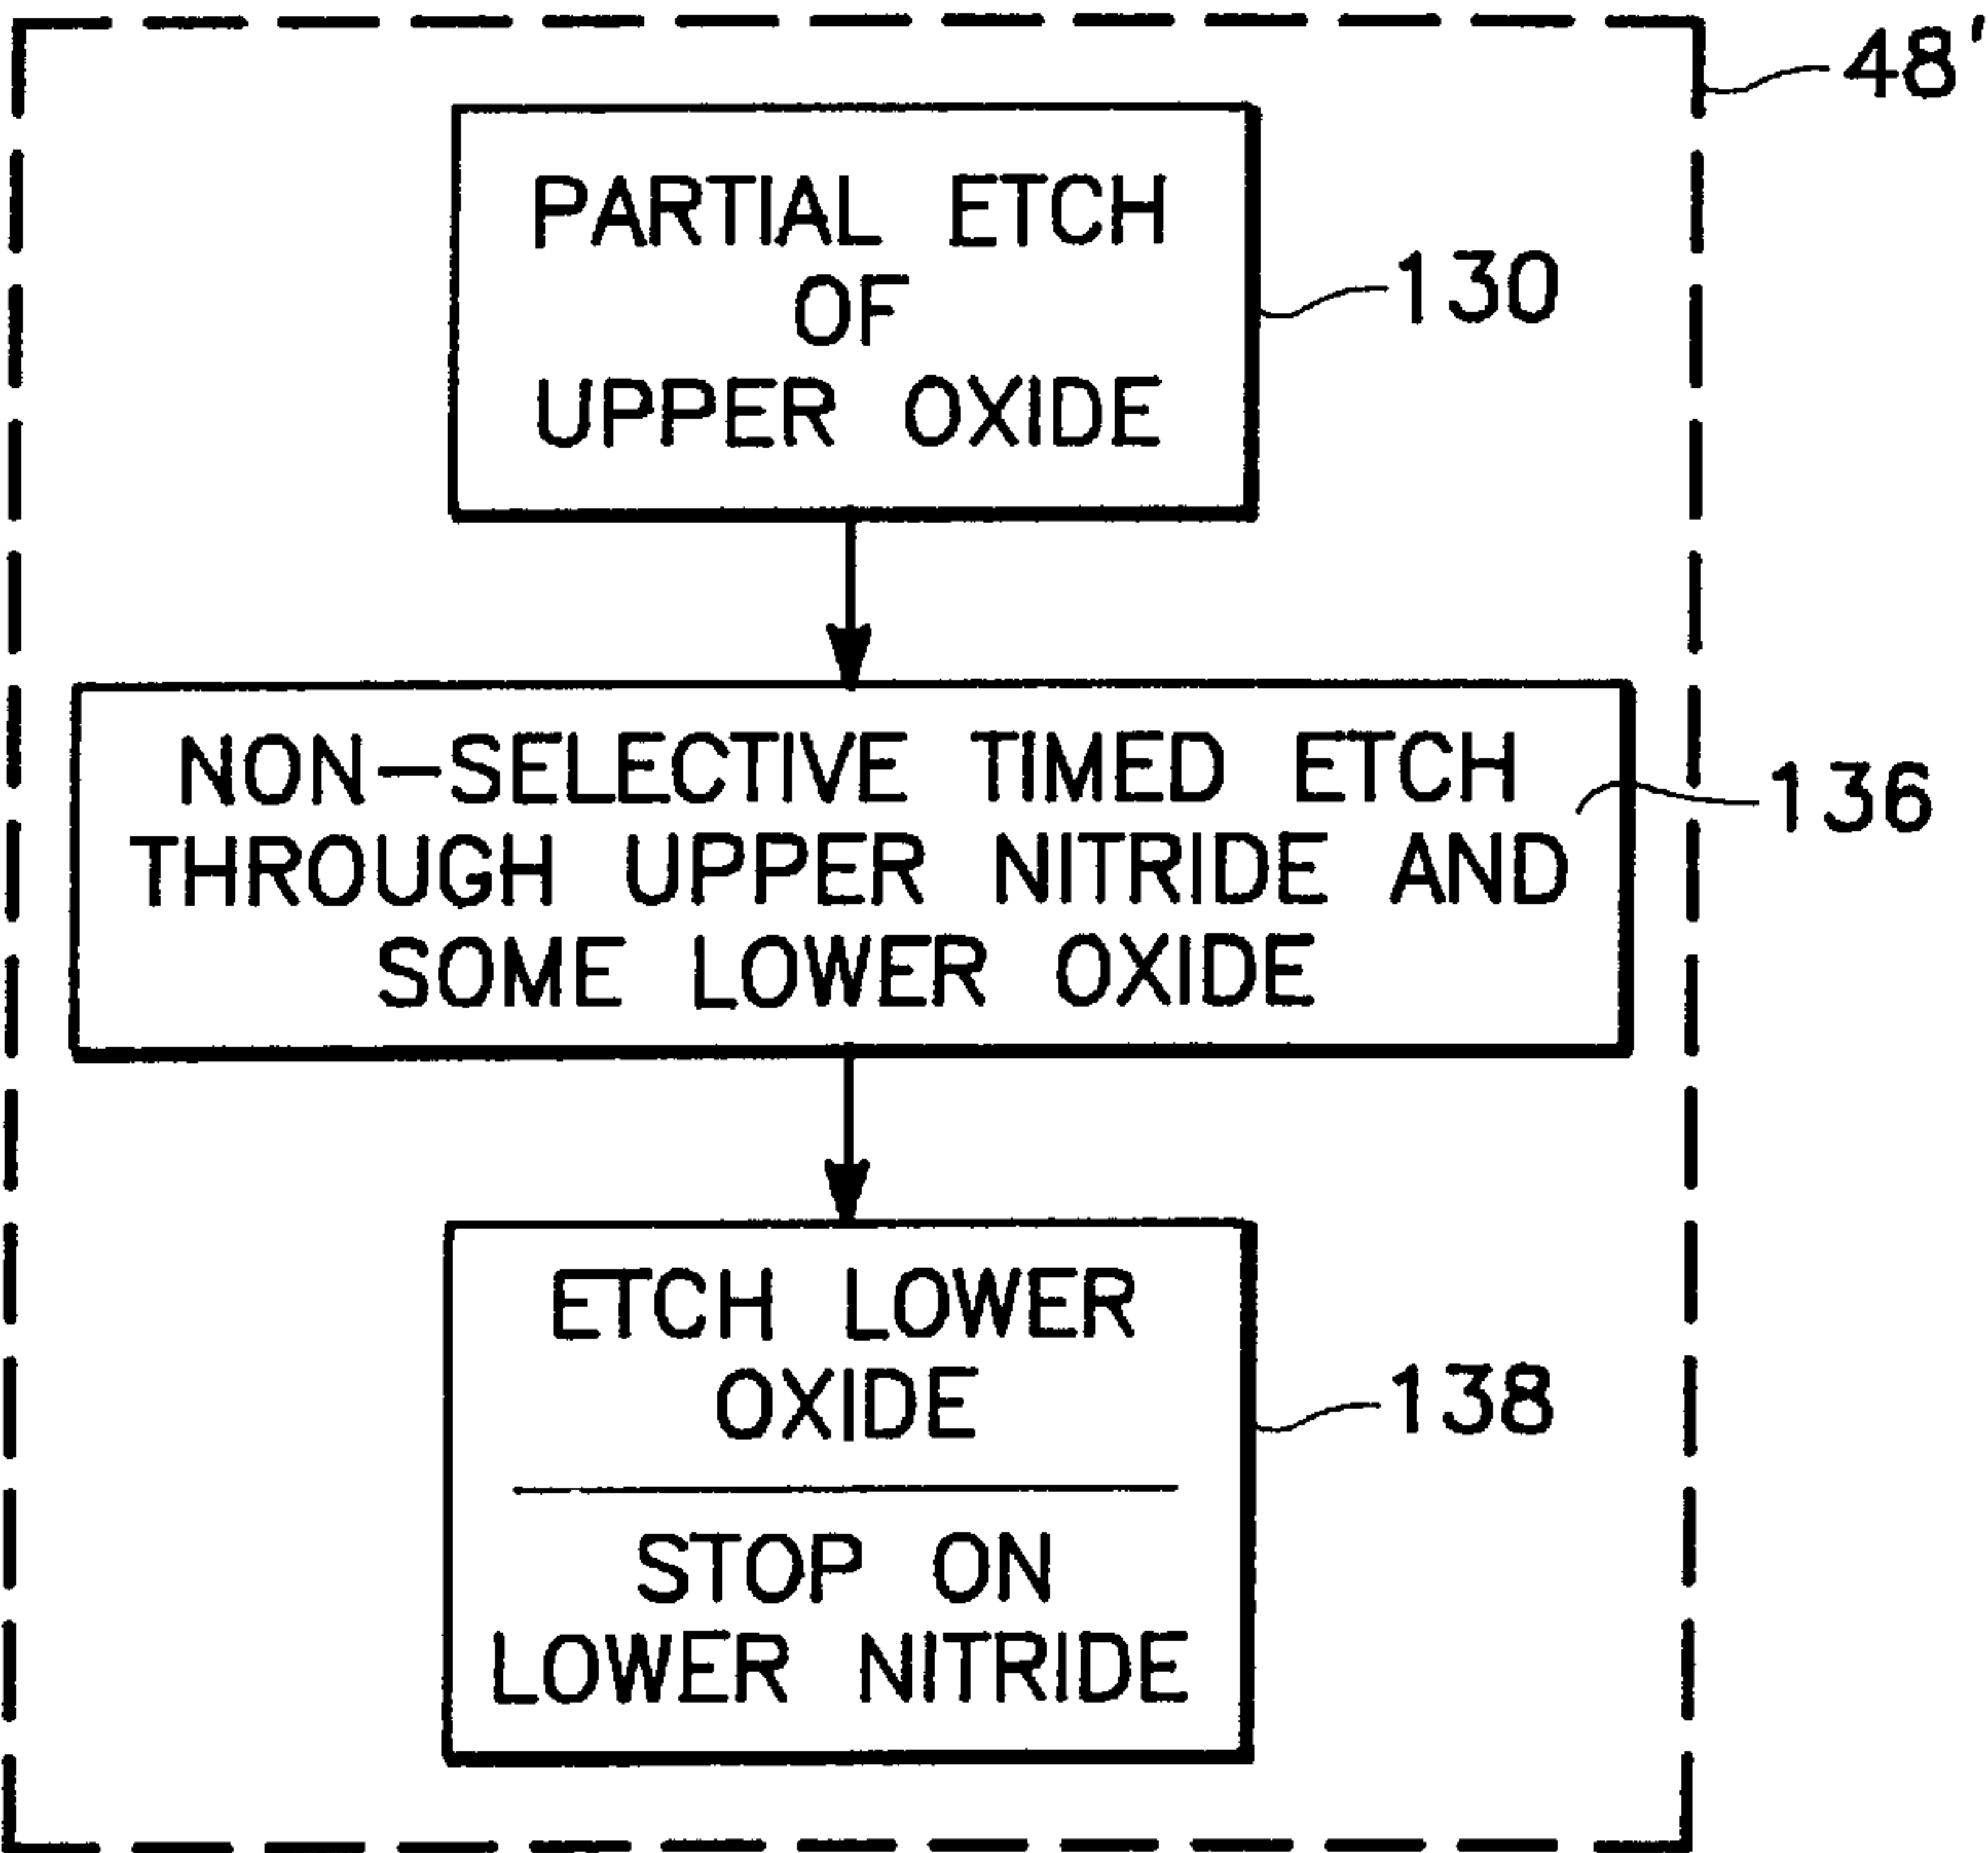 48'
PARTIAL ETCH
OF
UPPER OXIDE
130
NON-SELECTIVE TIMED ETCH
THROUGH UPPER NITRIDE AND
SOME LOWER OXIDE
136
ETCH LOWER
OXIDE
138
STOP ON
LOWER NITRIDE